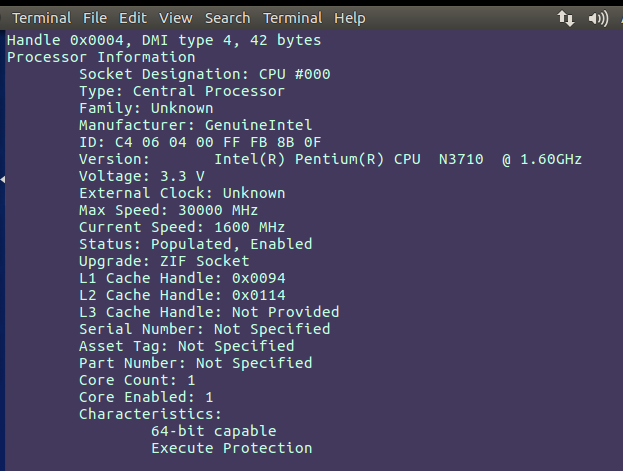 Terminal File Edit View Search Terminal Help
Handle 0x0004, DMI type 4, 42 bytes
Processor Information
Socket Designation: CPU #000
Type: Central Processor
Family: Unknown
Manufacturer: GenuineIntel
ID: C4 06 04 00 FF FB 8B 0F
Version: Intel(R) Pentium(R) CPU N3710 @ 1.60GHz
Voltage: 3.3 V
External Clock: Unknown
Max Speed: 30000 MHz
Current Speed: 1600 MHz
Status: Populated, Enabled
Upgrade: ZIF Socket
L1 Cache Handle: 0x0094
L2 Cache Handle: 0x0114
L3 Cache Handle: Not Provided
Serial Number: Not Specified
Asset Tag: Not Specified
Part Number: Not Specified
Core Count: 1
Core Enabled: 1
Characteristics:
64-bit capable
Execute Protection